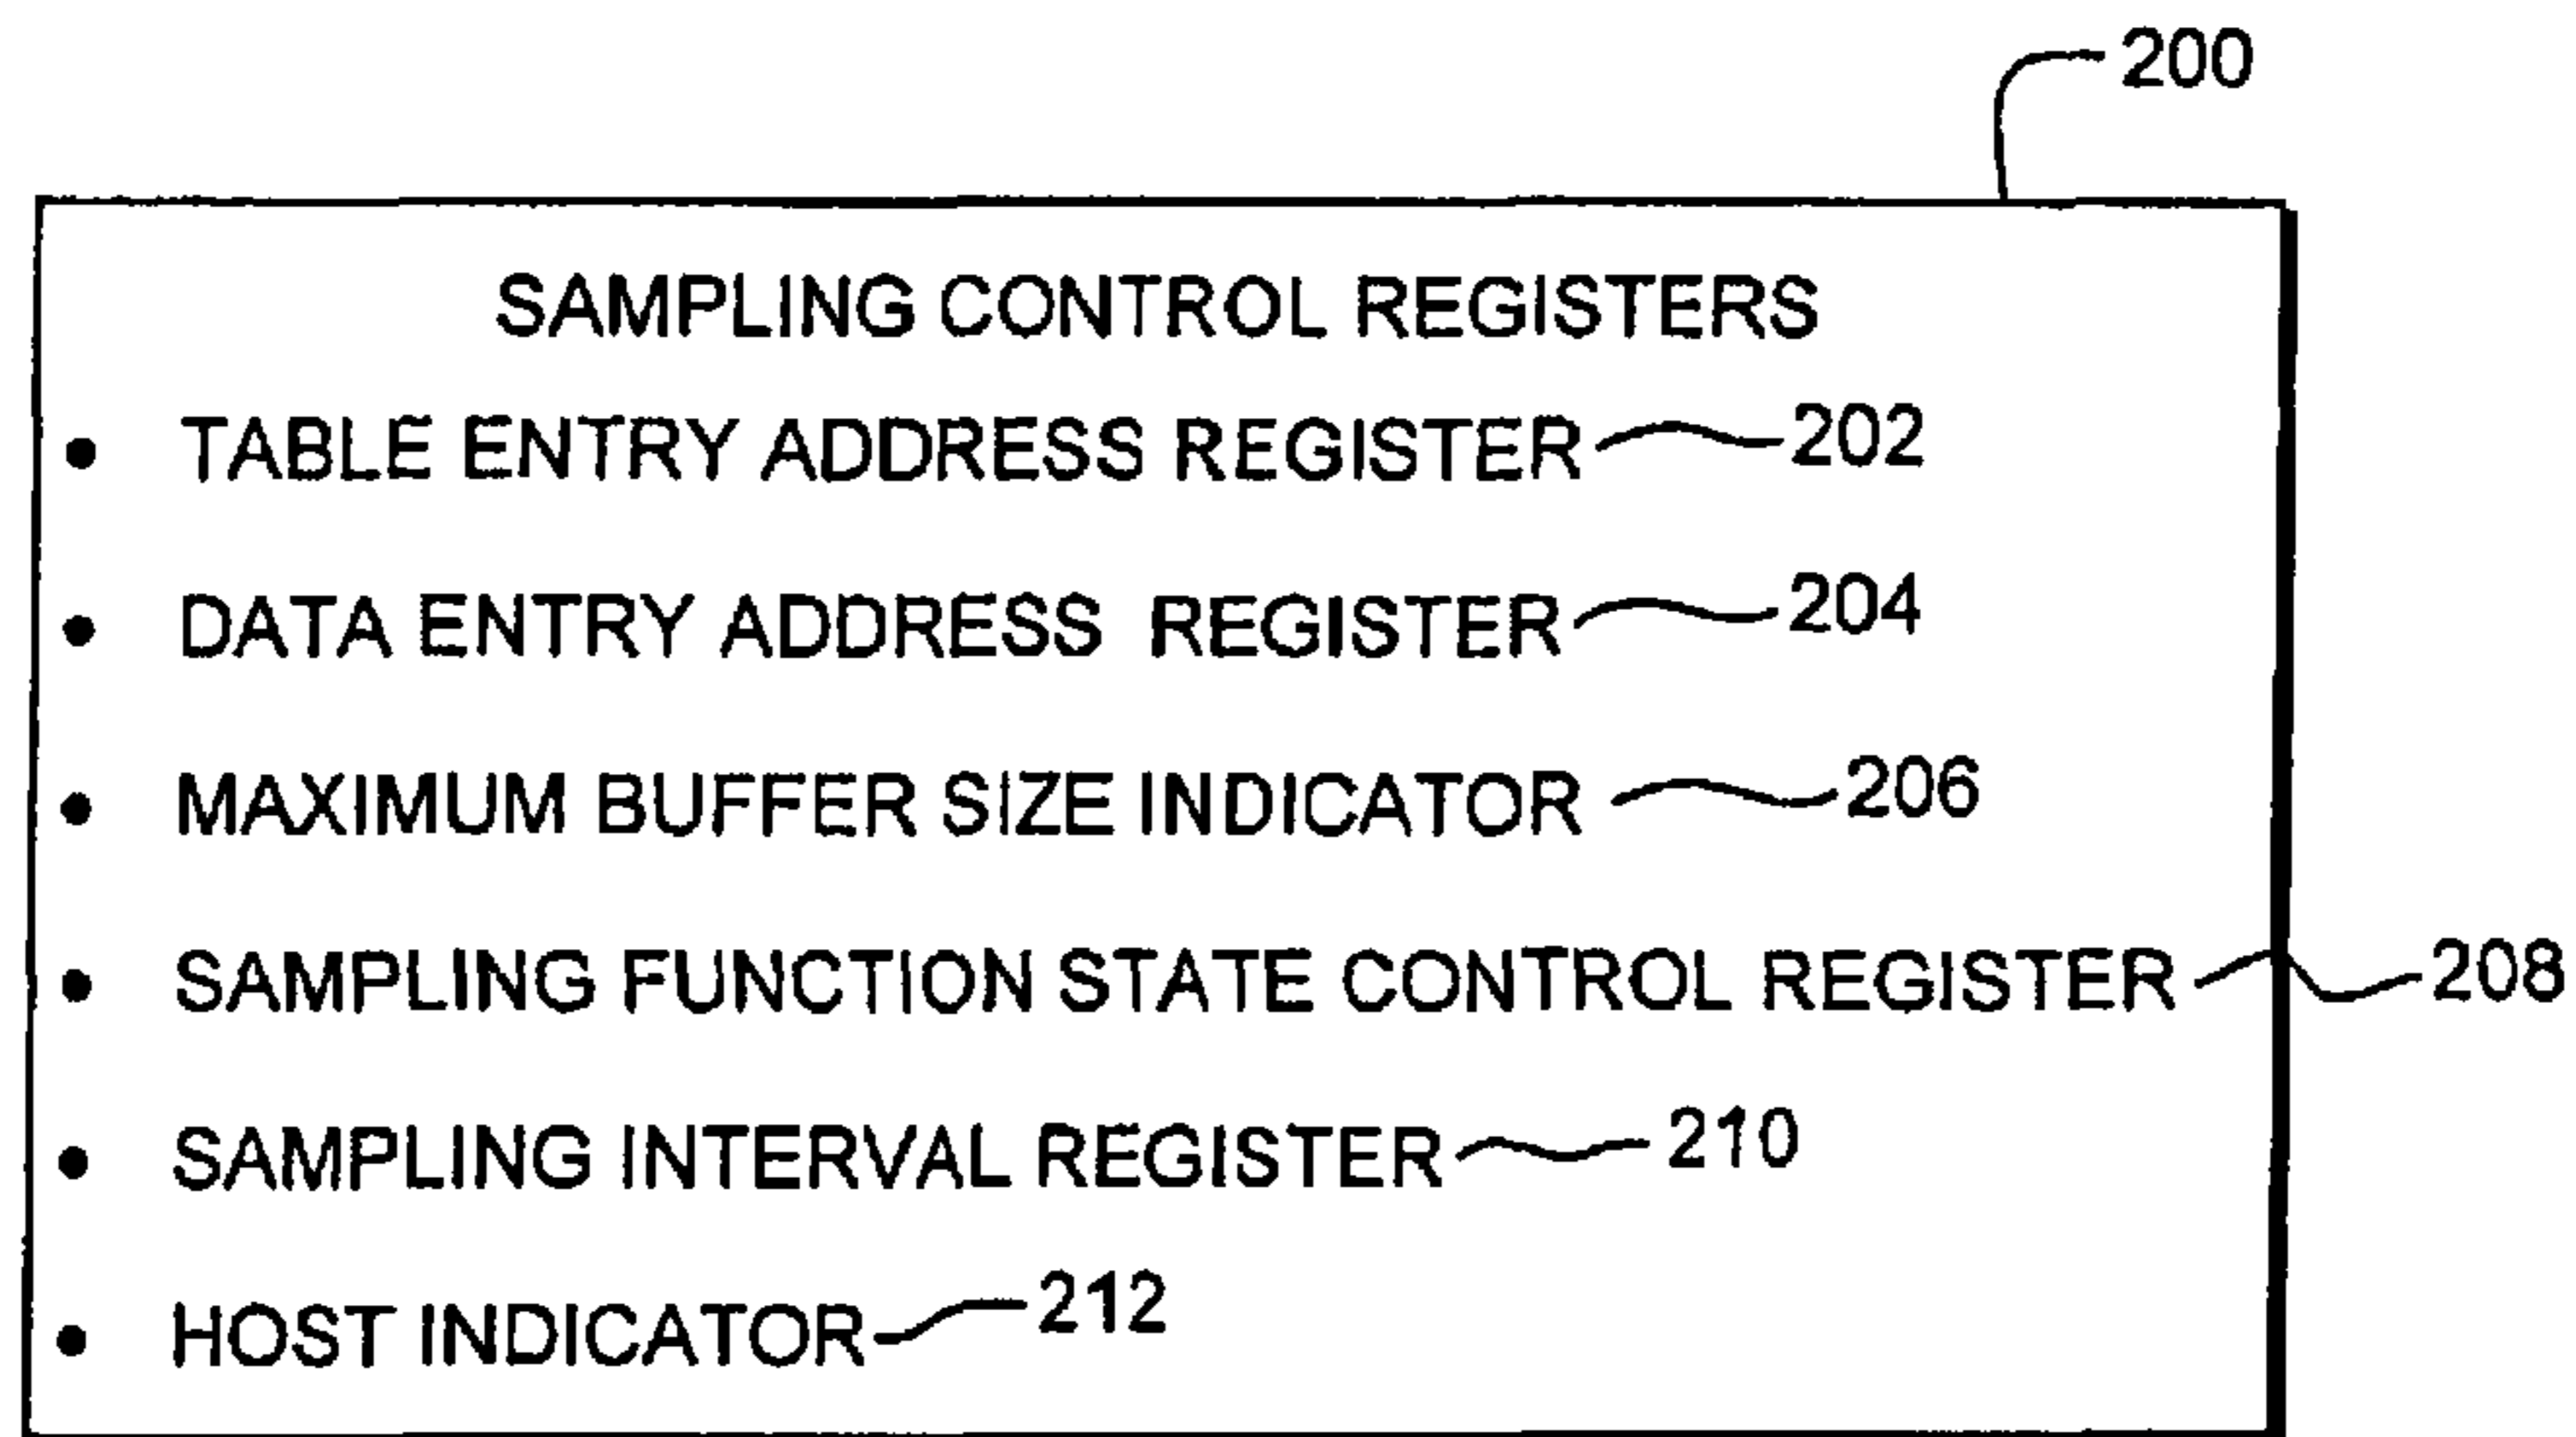 200
SAMPLING CONTROL REGISTERS
• TABLE ENTRY ADDRESS REGISTER 202
• DATA ENTRY ADDRESS REGISTER 204
• MAXIMUM BUFFER SIZE INDICATOR 206
• SAMPLING FUNCTION STATE CONTROL REGISTER 208
• SAMPLING INTERVAL REGISTER 210
• HOST INDICATOR 212